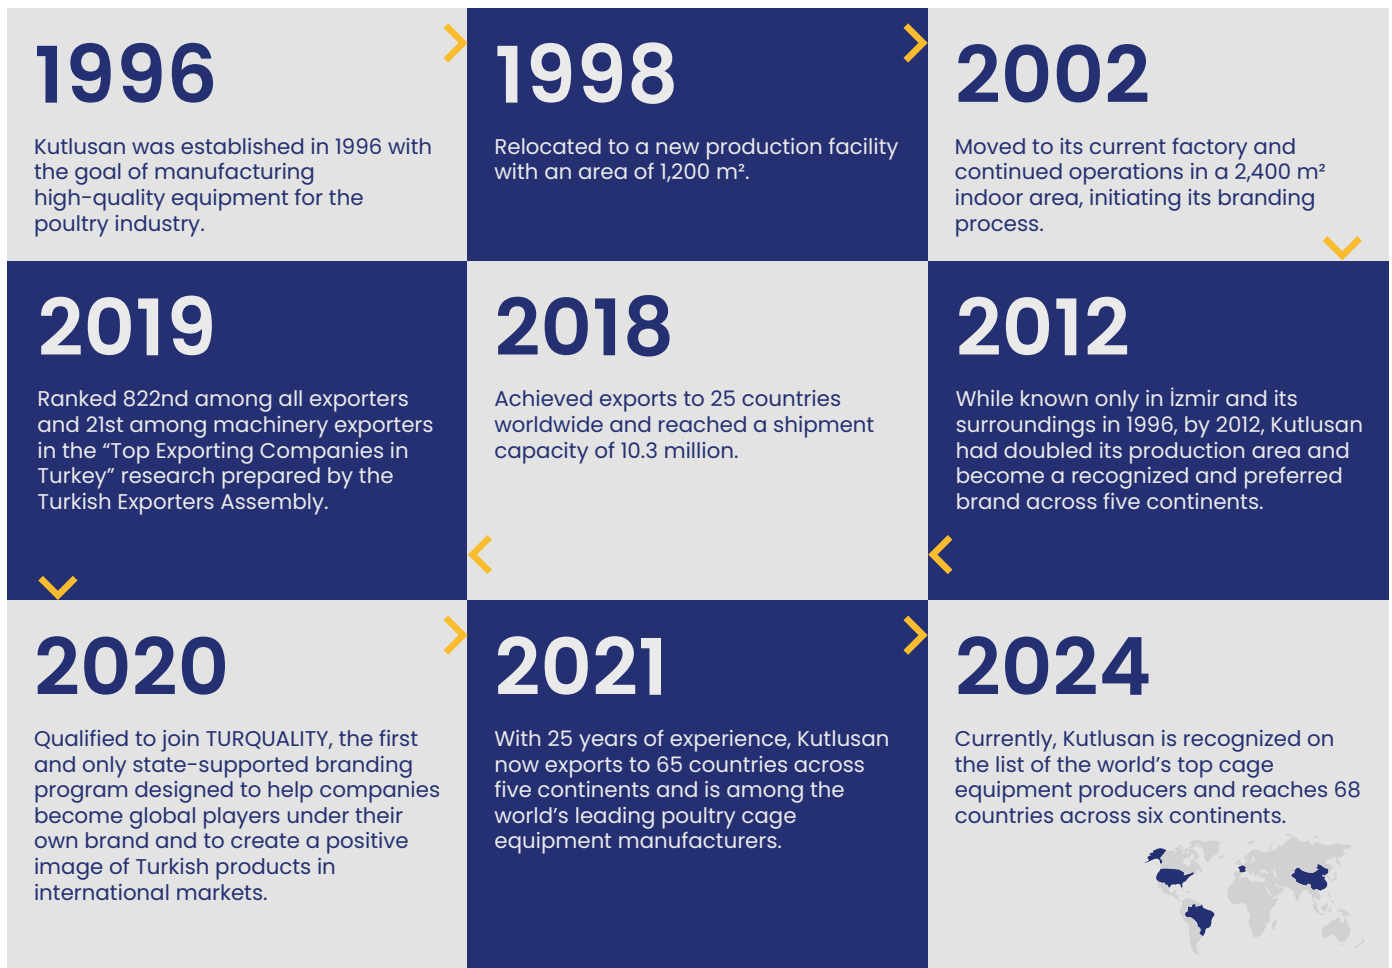 1996
Kutlusan was established in 1996 with
the goal of manufacturing
high-quality equipment for the
poultry industry.
1998
Relocated to a new production facility
with an area of 1,200 m².
2002
Moved to its current factory and
continued operations in a 2,400 m²
indoor area, initiating its branding
process.
2012
While known only in İzmir and its
surroundings in 1996, by 2012, Kutlusan
had doubled its production area and
become a recognized and preferred
brand across five continents.
2018
Achieved exports to 25 countries
worldwide and reached a shipment
capacity of 10.3 million.
2019
Ranked 822nd among all exporters
and 21st among machinery exporters
in the “Top Exporting Companies in
Turkey” research prepared by the
Turkish Exporters Assembly.
2020
Qualified to join TURQUALITY, the first
and only state-supported branding
program designed to help companies
become global players under their
own brand and to create a positive
image of Turkish products in
international markets.
2021
With 25 years of experience, Kutlusan
now exports to 65 countries across
five continents and is among the
world’s leading poultry cage
equipment manufacturers.
2024
Currently, Kutlusan is recognized on
the list of the world’s top cage
equipment producers and reaches 68
countries across six continents.